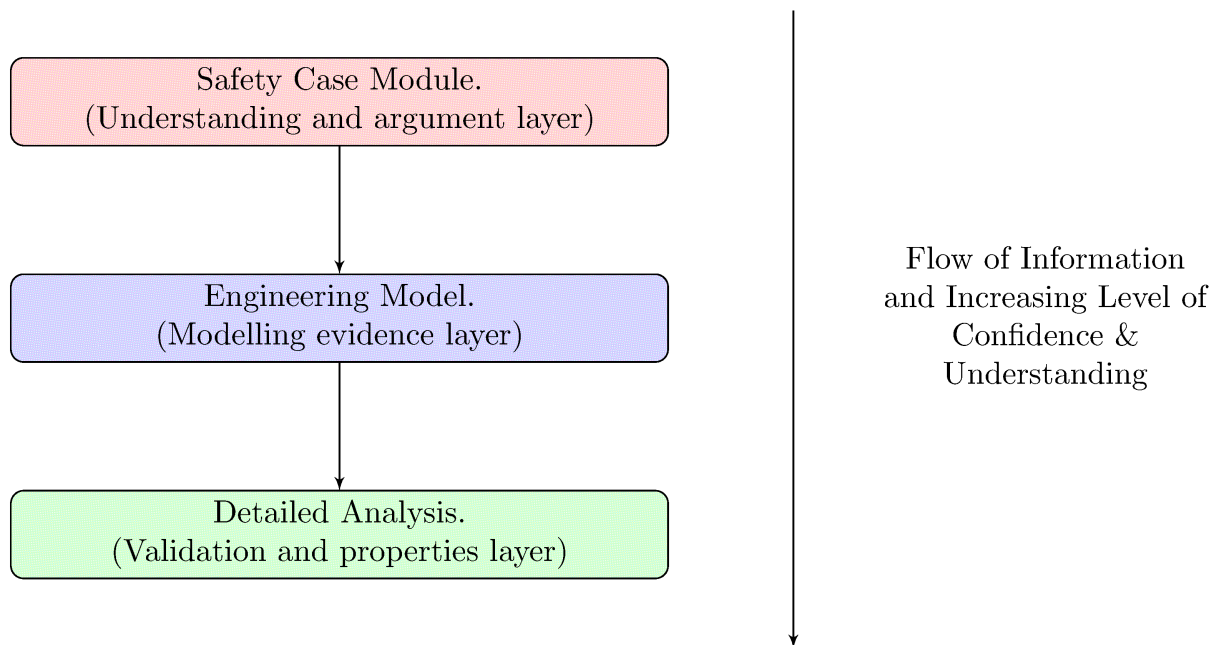 Safety Case Module.
(Understanding and argument layer)
Engineering Model.
(Modelling evidence layer)
Detailed Analysis.
(Validation and properties layer)
Flow of Information
and Increasing Level of
Confidence &
Understanding